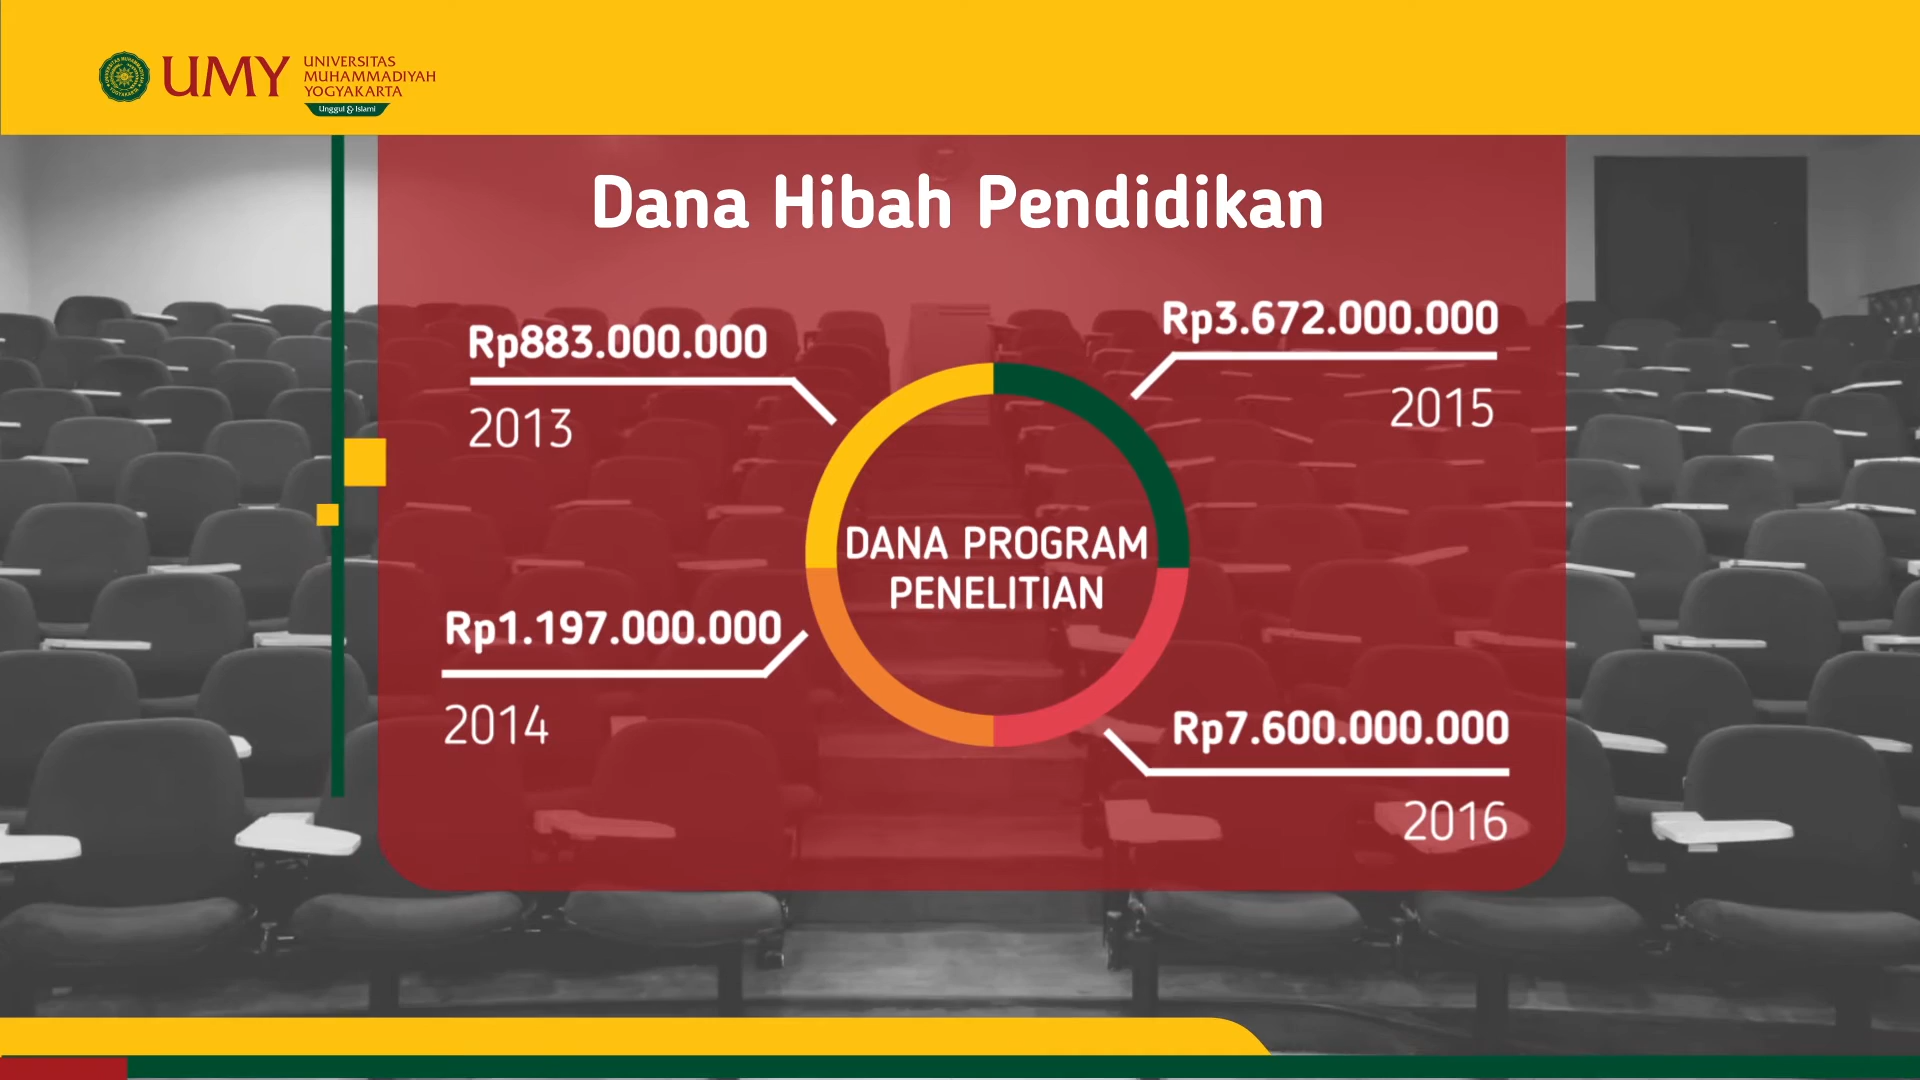 UMY
UNIVERSITAS
MUHAMMADIYAH
YOGYAKARTA
Unggul & Islami
Dana Hibah Pendidikan
Rp883.000.000
2013
Rp3.672.000.000
2015
DANA PROGRAM
PENELITIAN
Rp1.197.000.000
2014
Rp7.600.000.000
2016